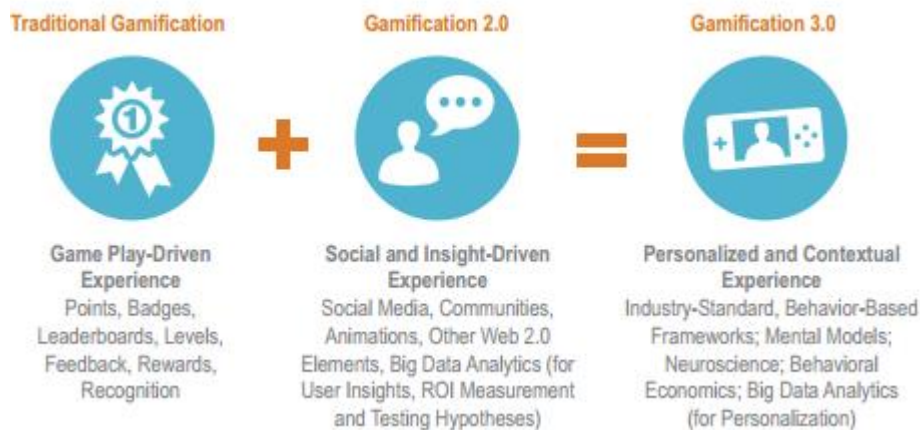 Traditional Gamification
1
Game Play-Driven
Experience
Points, Badges,
Leaderboards, Levels,
Feedback, Rewards,
Recognition
+
Gamification 2.0
Social and Insight-Driven
Experience
Social Media, Communities,
Animations, Other Web 2.0
Elements, Big Data Analytics (for
User Insights, ROI Measurement
and Testing Hypotheses)
=
Gamification 3.0
Personalized and Contextual
Experience
Industry-Standard, Behavior-Based
Frameworks; Mental Models;
Neuroscience; Behavioral
Economics; Big Data Analytics
(for Personalization)